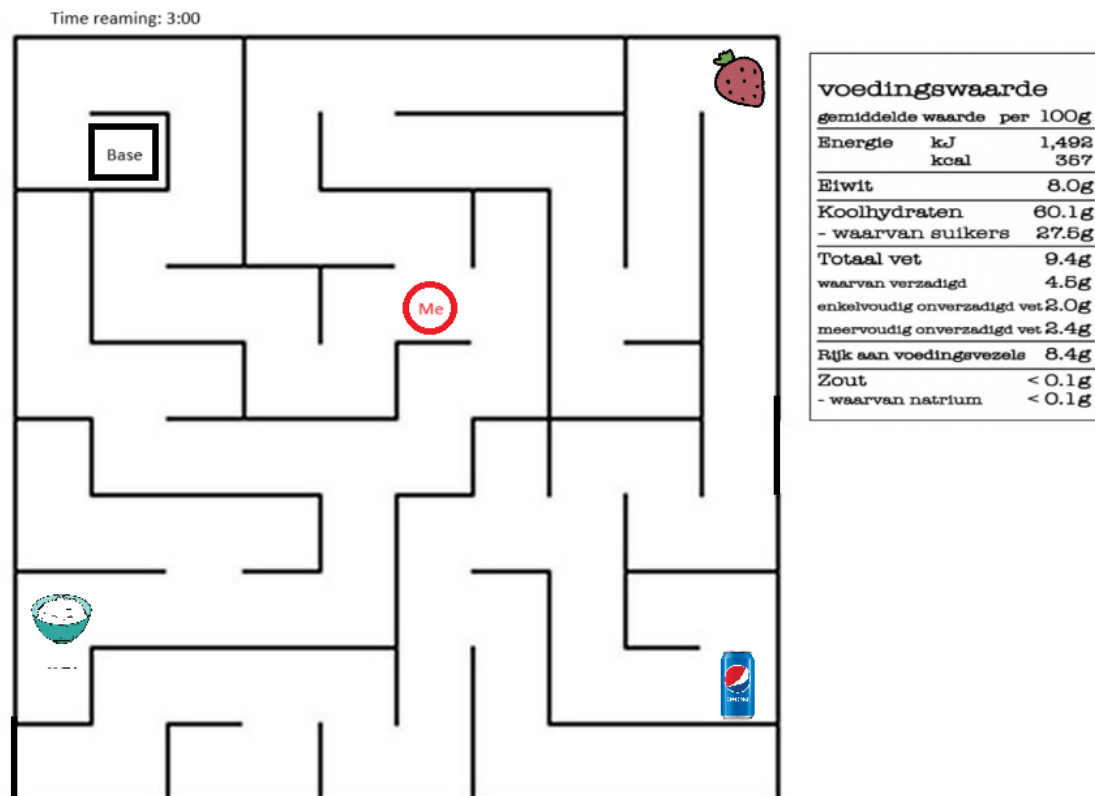 Time reaming: 3:00
Base
Me
voedingswaarde
gemiddelde waarde per 100g
Energie kJ 1,492
kcal 357
Eiwit 8.0g
Koolhydraten 60.1g
- waarvan suikers 27.5g
Totaal vet 9.4g
waarvan verzadigd 4.5g
enkelvoudig onverzadigd vet 2.0g
meervoudig onverzadigd vet 2.4g
Rijk aan voedingsvezels 8.4g
Zout < 0.1g
- waarvan natrium < 0.1g